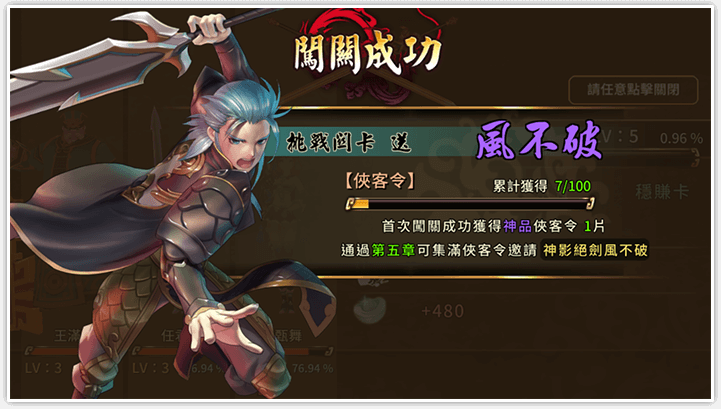 闖關成功
請任意點擊關閉
挑戰闖卡 送 風不破
LV：5 0.96%
【俠客令】 累計獲得 7/100
穩賺卡
首次闖關成功獲得神品俠客令 1片
通過第五章可集滿俠客令邀請 神影絕劍風不破
+480
王滿
LV：3
LV：3 6.94%
76.94%